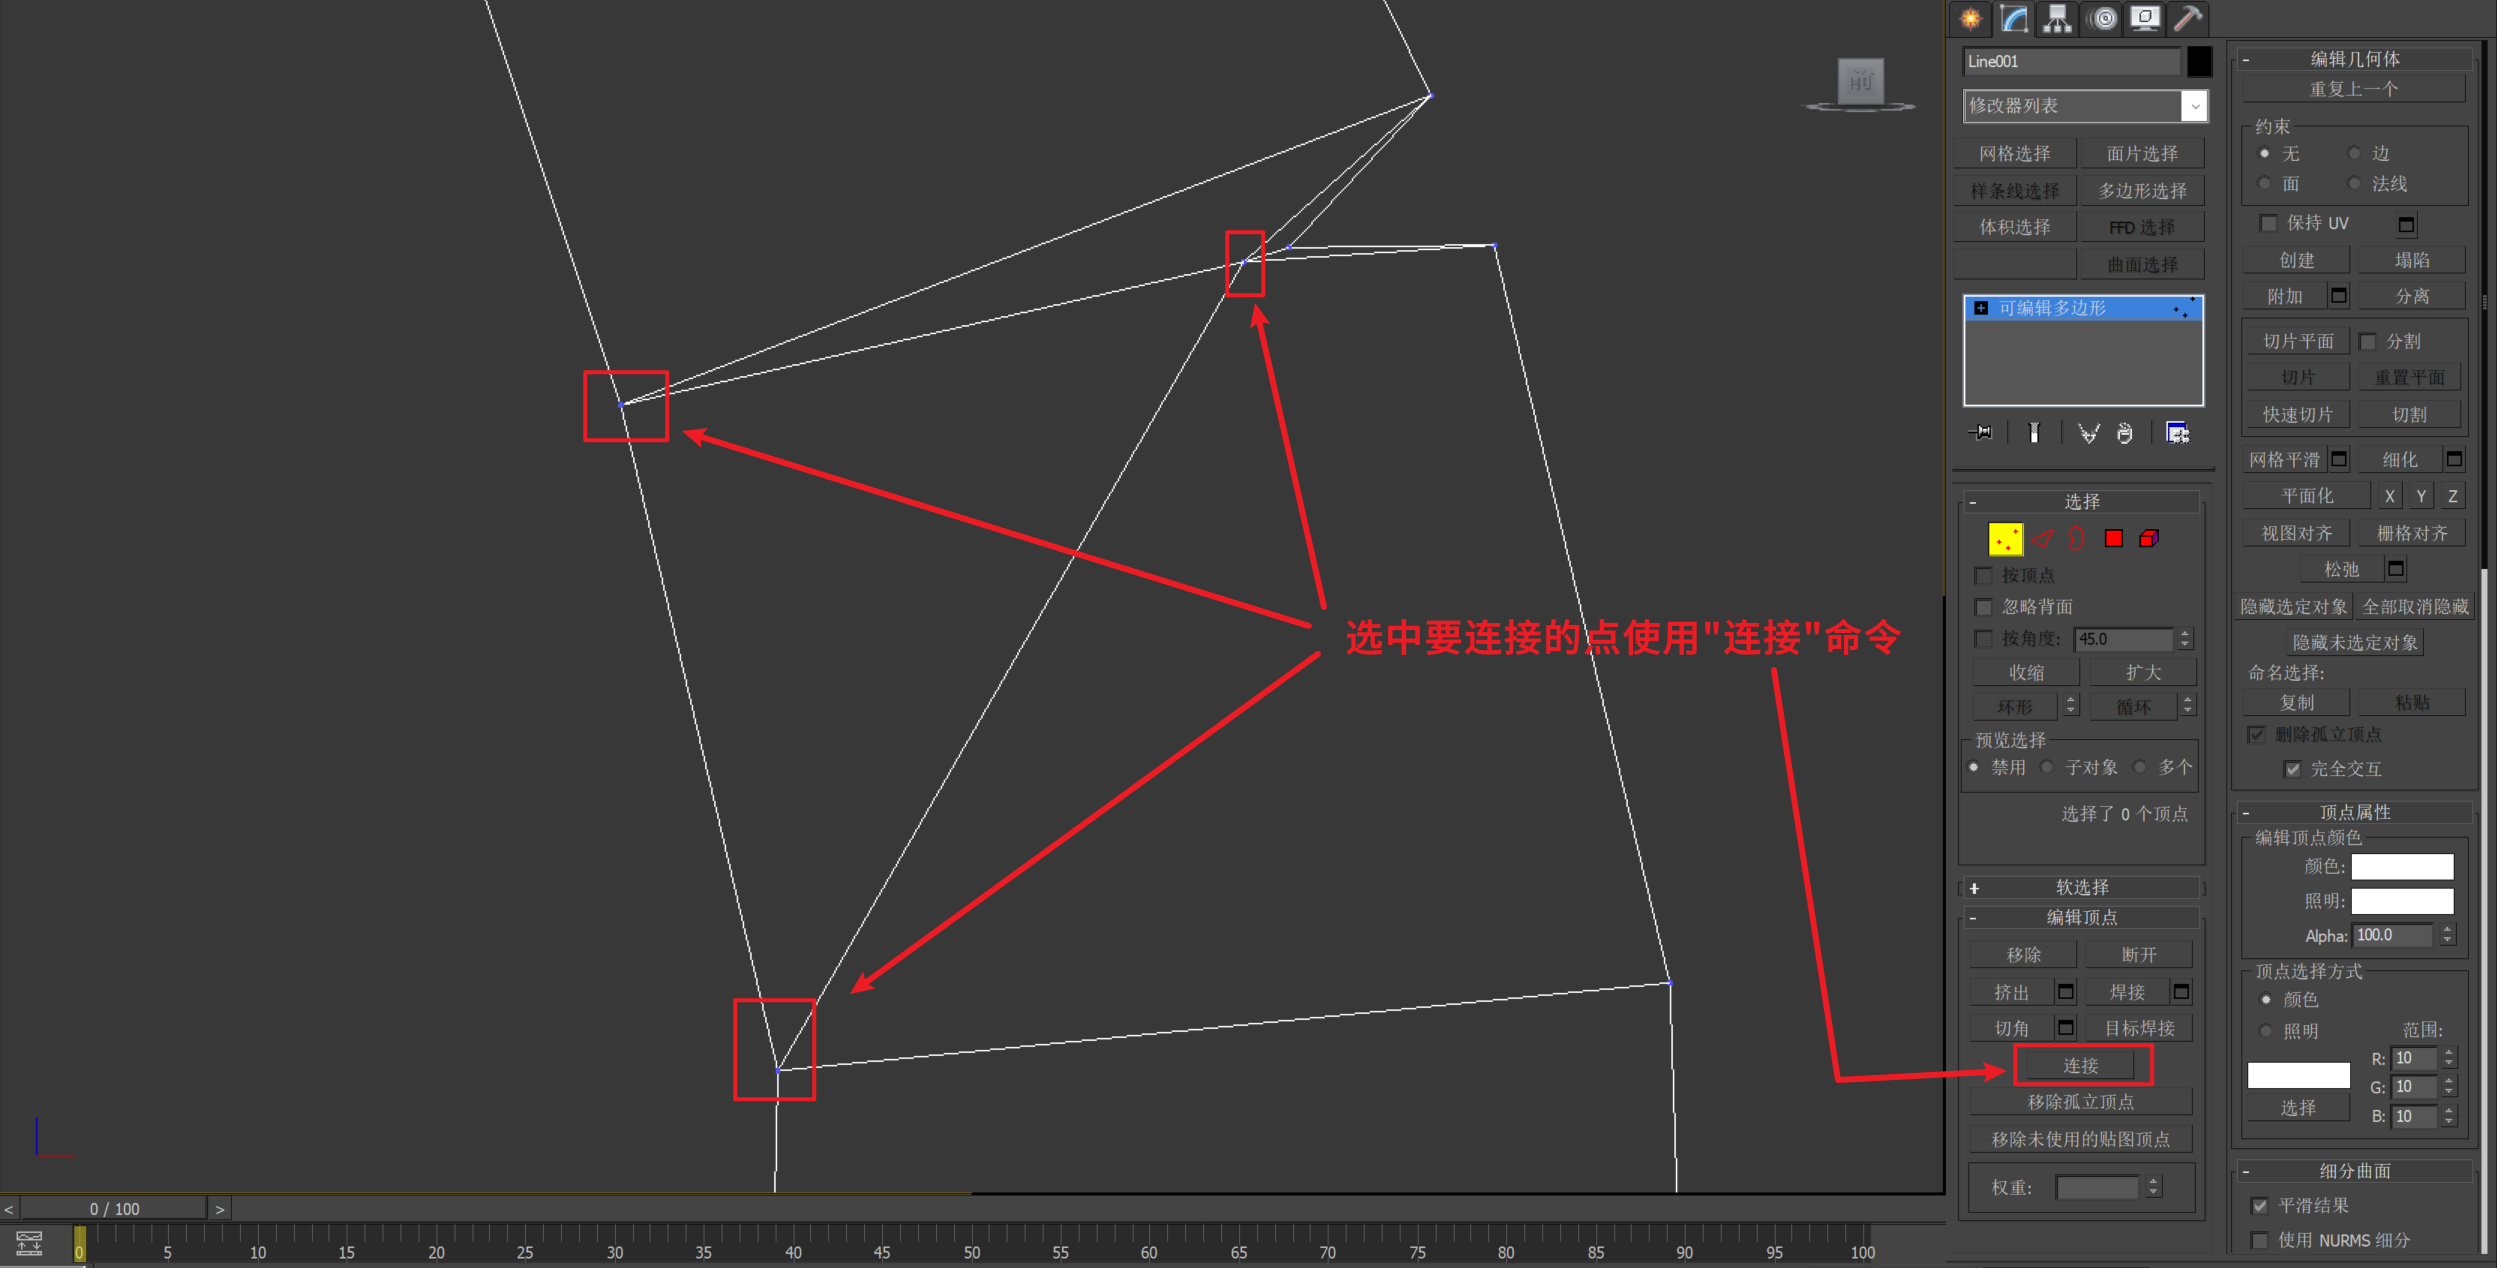 前
选中要连接的点使用"连接"命令
< 0 / 100 >
0 5 10 15 20 25 30 35 40 45 50 55 60 65 70 75 80 85 90 95 100
Line001
修改器列表
网格选择 面片选择
样条线选择 多边形选择
体积选择 FFD 选择
曲面选择
可编辑多边形
- 选择
按顶点
忽略背面
按角度: 45.0
收缩 扩大
环形 循环
预览选择
禁用 子对象 多个
选择了 0 个顶点
+ 软选择
- 编辑顶点
移除 断开
挤出 焊接
切角 目标焊接
连接
移除孤立顶点
移除未使用的贴图顶点
权重:
- 编辑几何体
重复上一个
约束
无 边
面 法线
保持 UV
创建 塌陷
附加 分离
切片平面 分割
切片 重置平面
快速切片 切割
网格平滑 细化
平面化 X Y Z
视图对齐 栅格对齐
松弛
隐藏选定对象 全部取消隐藏
隐藏未选定对象
命名选择:
复制 粘贴
删除孤立顶点
完全交互
- 顶点属性
编辑顶点颜色
颜色:
照明:
Alpha: 100.0
顶点选择方式
颜色
照明 范围:
R: 10
G: 10
选择 B: 10
- 细分曲面
平滑结果
使用 NURMS 细分